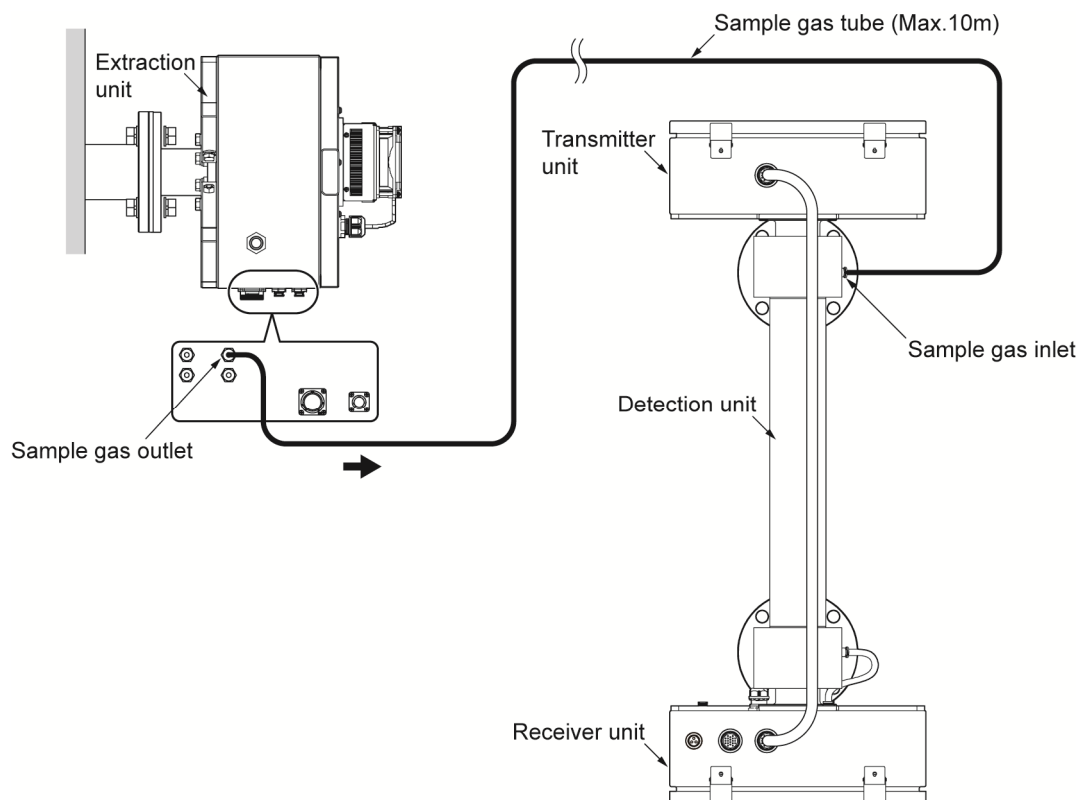 Sample gas tube (Max.10m)
Extraction
unit
Transmitter
unit
Sample gas inlet
Detection unit
Sample gas outlet
Receiver unit